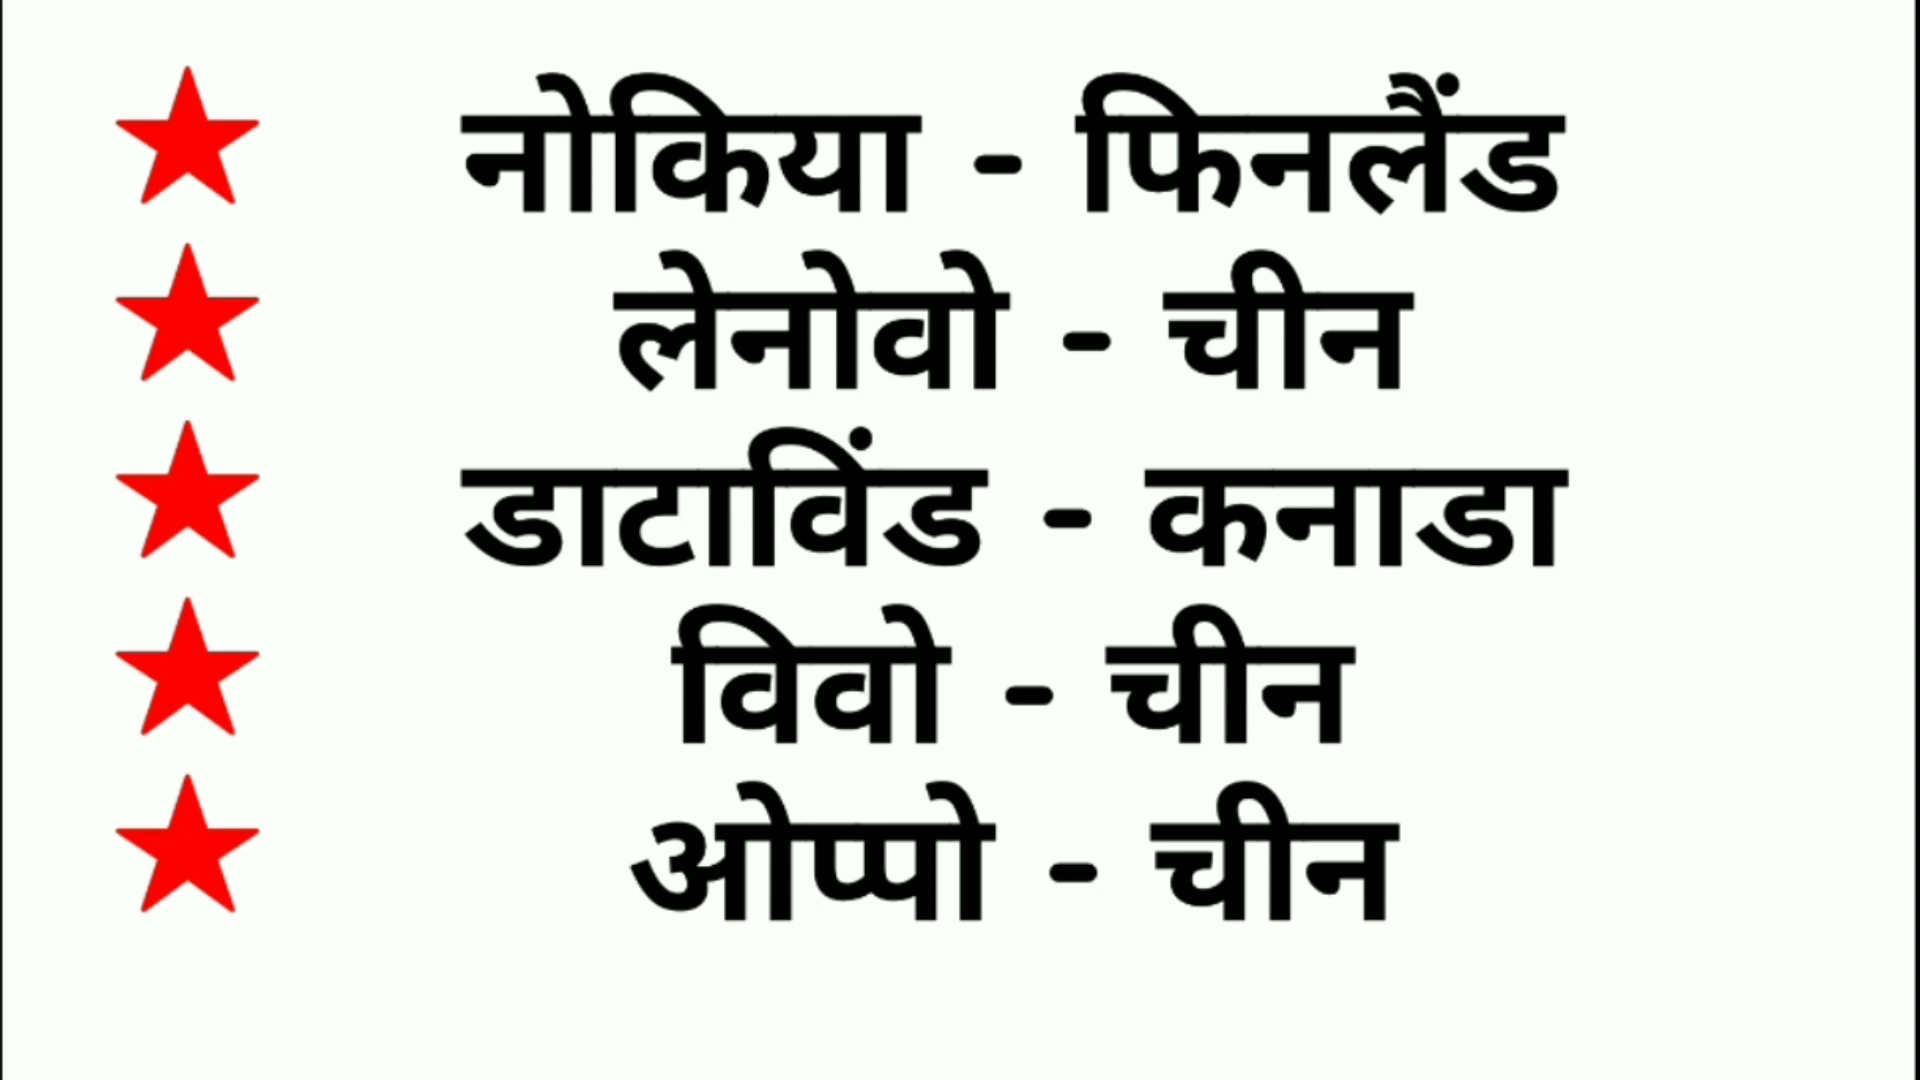 नोकिया - फिनलैंड
लेनोवो - चीन
डाटाविंड - कनाडा
विवो - चीन
ओप्पो - चीन